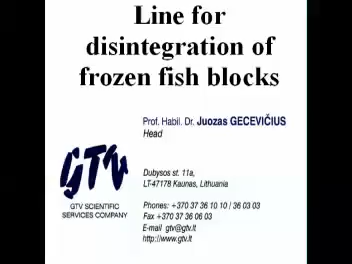 Line for
disintegration of
frozen fish blocks
Prof. Habil. Dr. Juozas GECEVIČIUS
Head
GTV
GTV SCIENTIFIC
SERVICES COMPANY
Dubysos st. 11a,
LT-47178 Kaunas, Lithuania
Phones: +370 37 36 10 10 / 36 03 03
Fax +370 37 36 06 03
E-mail gtv@gtv.lt
http://www.gtv.lt